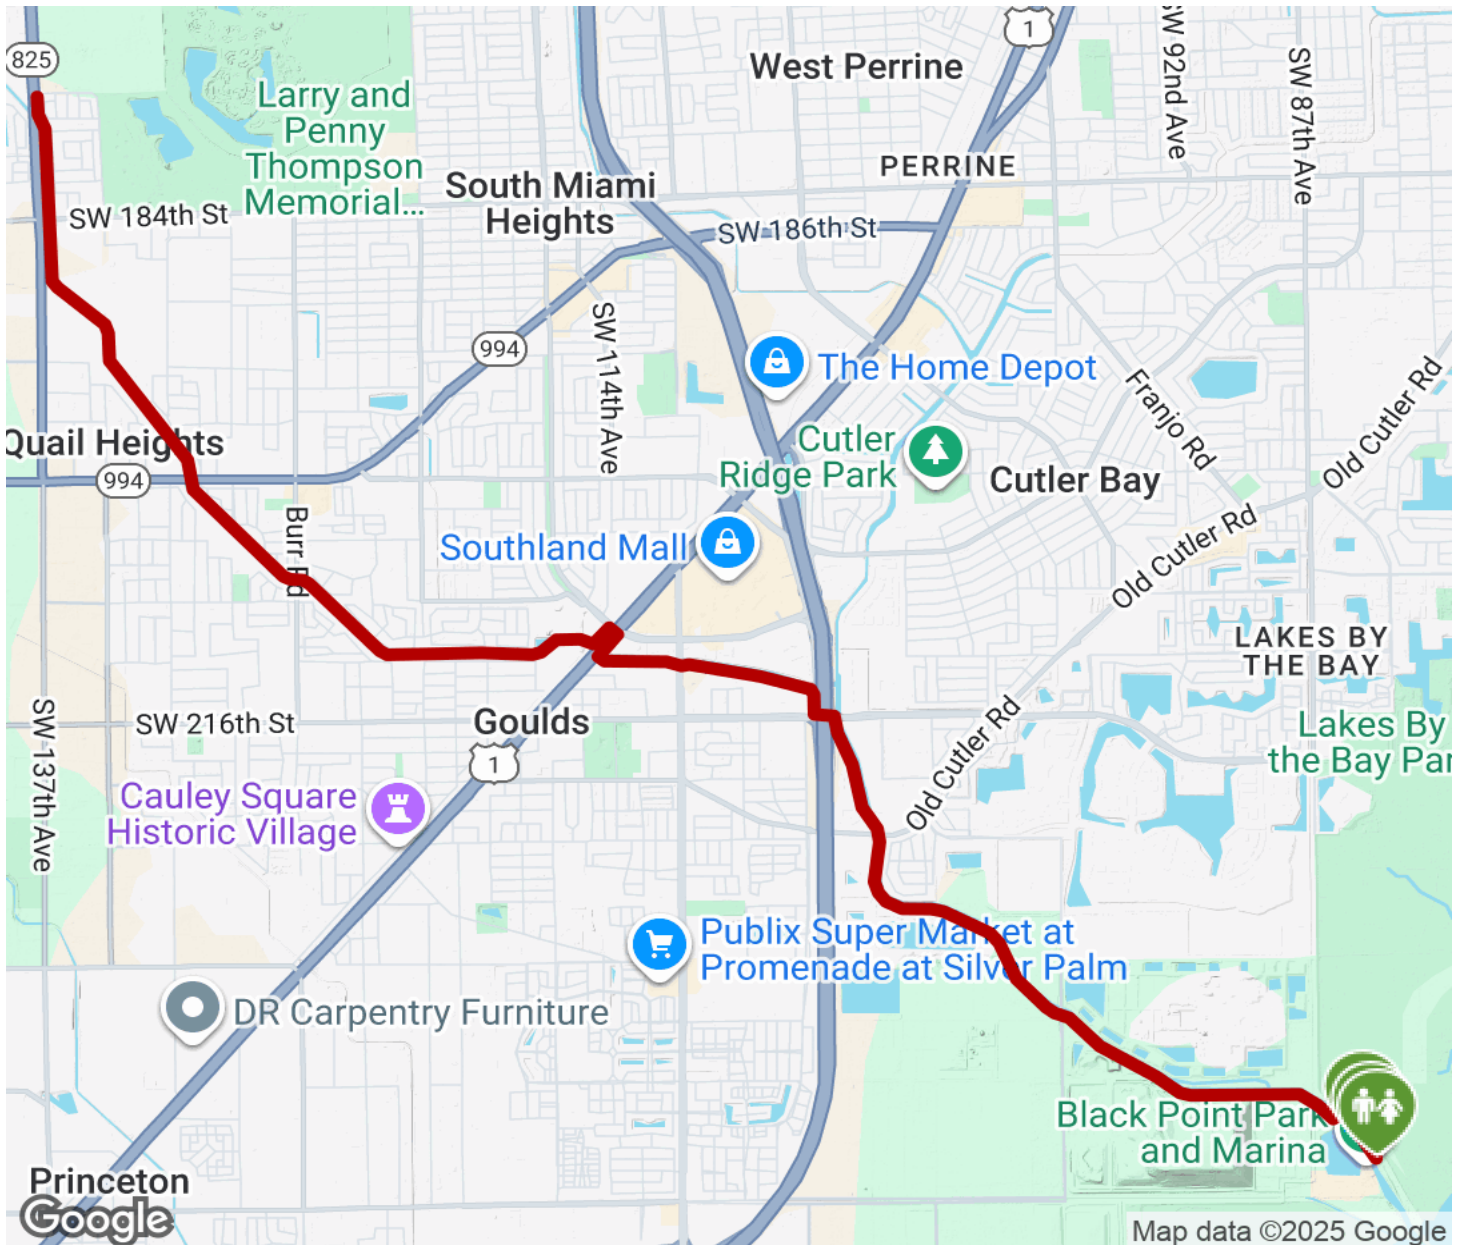 825
1
West Perrine
SW 92nd Ave
SW 87th Ave
Larry and
Penny
Thompson
Memorial...
PERRINE
South Miami
Heights
SW 184th St
SW 186th St
994
SW 114th Ave
The Home Depot
Franjo Rd
Old Cutler Rd
Quail Heights
Cutler
Ridge Park
Cutler Bay
994
Burr Rd
Southland Mall
Old Cutler Rd
LAKES BY
THE BAY
SW 137th Ave
SW 216th St
Goulds
Old Cutler Rd
Lakes By
the Bay Par
1
Cauley Square
Historic Village
Publix Super Market at
Promenade at Silver Palm
DR Carpentry Furniture
Black Point Park
and Marina
Princeton
Google
Map data ©2025 Google